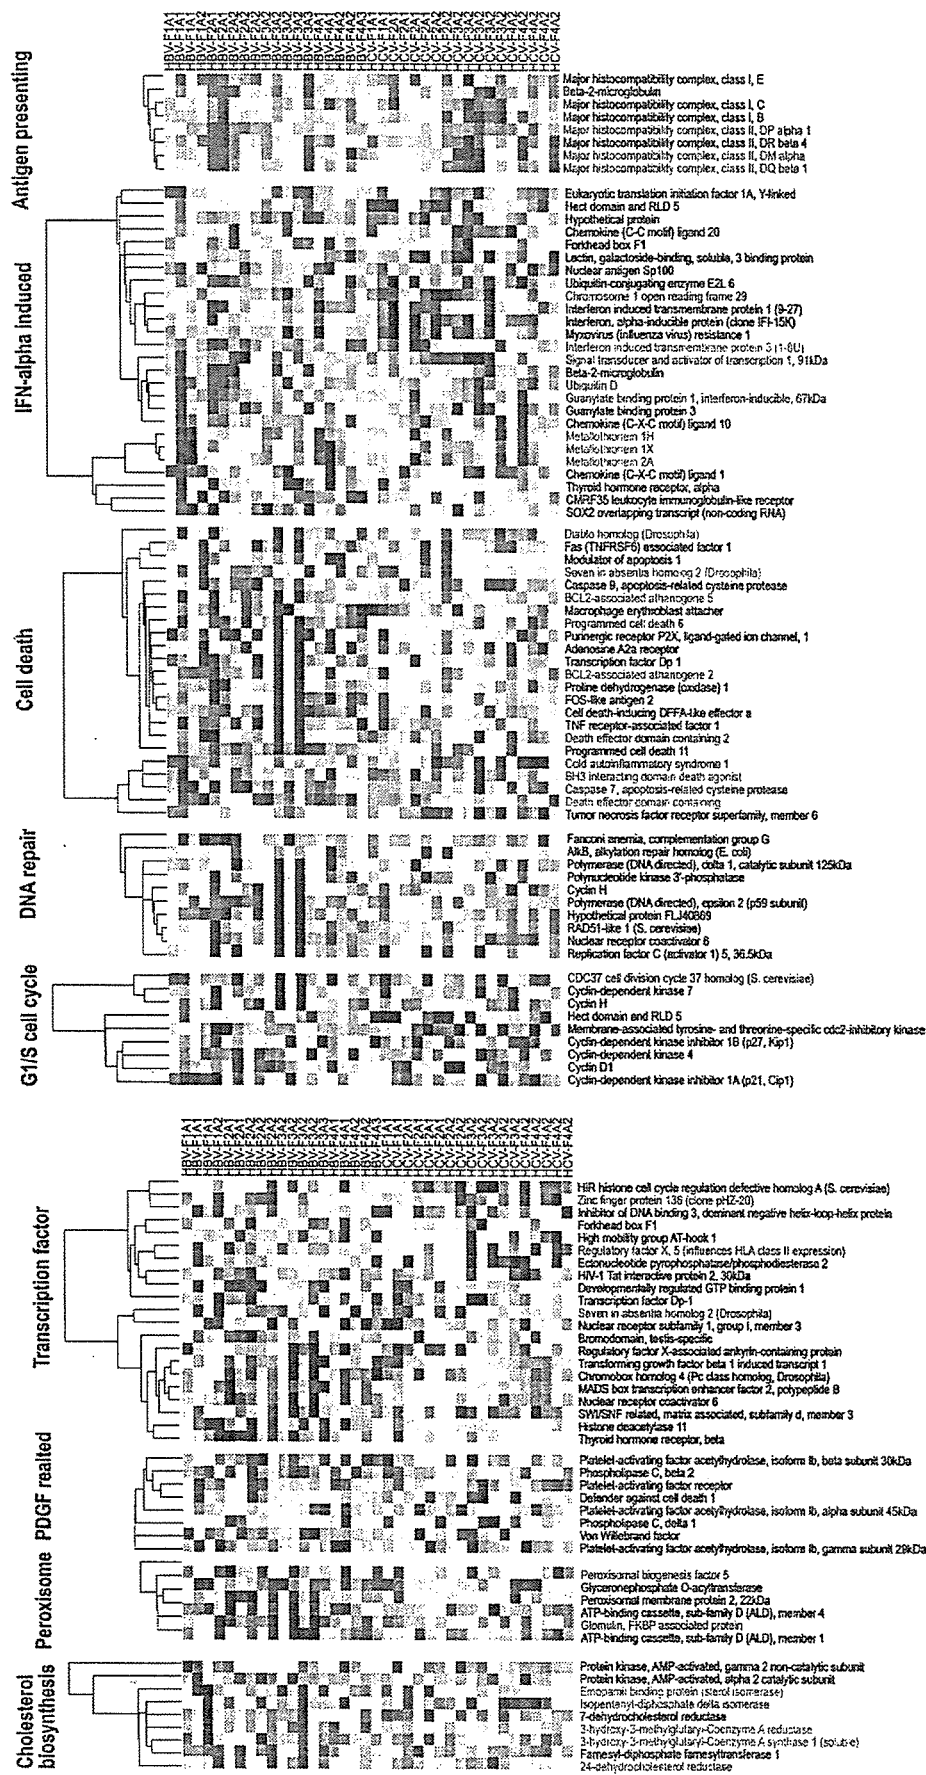 Antigen presenting
Major histocompatibility complex, class I, E
Beta-2-microglobulin
Major histocompatibility complex, class I, C
Major histocompatibility complex, class I, B
Major histocompatibility complex, class II, DP alpha 1
Major histocompatibility complex, class II, DR beta 4
Major histocompatibility complex, class II, DM alpha
Major histocompatibility complex, class II, DQ beta 1
IFN-alpha induced
Eukaryotic translation initiation factor 1A, Y-linked
Hect domain and RLD 5
Hypothetical protein
Chemokine (C-C motif) ligand 20
Forkhead box F1
Lectin, galactoside-binding, soluble, 3 binding protein
Nuclear antigen Sp100
Ubiquitin-conjugating enzyme E2L 6
Chromosome 1 open reading frame 29
Interferon induced transmembrane protein 1 (9-27)
Interferon, alpha-inducible protein (clone IFI-15K)
Myxovirus (influenza virus) resistance 1
Interferon induced transmembrane protein 3 (1-8U)
Signal transducer and activator of transcription 1, 91kDa
Beta-2-microglobulin
Ubiquitin D
Guanylate binding protein 1, interferon-inducible, 67kDa
Guanylate binding protein 3
Chemokine (C-X-C motif) ligand 10
Metallothionein 1H
Metallothionein 1X
Metallothionein 2A
Chemokine (C-X-C motif) ligand 1
Thyroid hormone receptor, alpha
CMRF35 leukocyte immunoglobulin-like receptor
SOX2 overlapping transcript (non-coding RNA)
Cell death
Diablo homolog (Drosophila)
Fas (TNFRSF6) associated factor 1
Modulator of apoptosis 1
Seven in absentia homolog 2 (Drosophila)
Caspase 9, apoptosis-related cysteine protease
BCL2-associated athanogene 5
Macrophage erythroblast attacher
Programmed cell death 6
Purinergic receptor P2X, ligand-gated ion channel, 1
Adenosine A2a receptor
Transcription factor Dp 1
BCL2-associated athanogene 2
Proline dehydrogenase (oxidase) 1
FOS-like antigen 2
Cell death-inducing DFFA-like effector a
TNF receptor-associated factor 1
Death effector domain containing 2
Programmed cell death 11
Cold autoinflammatory syndrome 1
BH3 interacting domain death agonist
Caspase 7, apoptosis-related cysteine protease
Death effector domain containing
Tumor necrosis factor receptor superfamily, member 6
DNA repair
Fanconi anemia, complementation group G
AlkB, alkylation repair homolog (E. coli)
Polymerase (DNA directed), delta 1, catalytic subunit 125kDa
Polynucleotide kinase 3'-phosphatase
Cyclin H
Polymerase (DNA directed), epsilon 2 (p59 subunit)
Hypothetical protein FLJ40869
RAD51-like 1 (S. cerevisiae)
Nuclear receptor coactivator 6
Replication factor C (activator 1) 5, 36.5kDa
G1/S cell cycle
CDC37 cell division cycle 37 homolog (S. cerevisiae)
Cyclin-dependent kinase 7
Cyclin H
Hect domain and RLD 5
Membrane-associated tyrosine- and threonine-specific cdc2-inhibitory kinase
Cyclin-dependent kinase inhibitor 1B (p27, Kip1)
Cyclin-dependent kinase 4
Cyclin D1
Cyclin-dependent kinase inhibitor 1A (p21, Cip1)
Transcription factor
HIR histone cell cycle regulation defective homolog A (S. cerevisiae)
Zinc finger protein 136 (clone pHZ-20)
Inhibitor of DNA binding 3, dominant negative helix-loop-helix protein
Forkhead box F1
High mobility group AT-hook 1
Regulatory factor X, 5 (influences HLA class II expression)
Ectonucleotide pyrophosphatase/phosphodiesterase 2
HIV-1 Tat interactive protein 2, 30kDa
Developmentally regulated GTP binding protein 1
Transcription factor Dp-1
Seven in absentia homolog 2 (Drosophila)
Nuclear receptor subfamily 1, group I, member 3
Bromodomain, testis-specific
Regulatory factor X-associated ankyrin-containing protein
Transforming growth factor beta 1 induced transcript 1
Chromobox homolog 4 (Pc class homolog, Drosophila)
MADS box transcription enhancer factor 2, polypeptide B
Nuclear receptor coactivator 6
SWI/SNF related, matrix associated, subfamily d, member 3
Histone deacetylase 11
Thyroid hormone receptor, beta
PDGF realted
Platelet-activating factor acetylhydrolase, isoform Ib, beta subunit 30kDa
Phospholipase C, beta 2
Platelet-activating factor receptor
Defender against cell death 1
Platelet-activating factor acetylhydrolase, isoform Ib, alpha subunit 45kDa
Phospholipase C, delta 1
Von Willebrand factor
Platelet-activating factor acetylhydrolase, isoform Ib, gamma subunit 29kDa
Peroxisome
Peroxisomal biogenesis factor 5
Glyceronephosphate O-acyltransferase
Peroxisomal membrane protein 2, 22kDa
ATP-binding cassette, sub-family D (ALD), member 4
Glomulin, FKBP associated protein
ATP-binding cassette, sub-family D (ALD), member 1
Cholesterol
biosynthesis
Protein kinase, AMP-activated, gamma 2 non-catalytic subunit
Protein kinase, AMP-activated, alpha 2 catalytic subunit
Emopamil binding protein (sterol isomerase)
Isopentenyl-diphosphate delta isomerase
7-dehydrocholesterol reductase
3-hydroxy-3-methylglutaryl-Coenzyme A reductase
3-hydroxy-3-methylglutaryl-Coenzyme A synthase 1 (soluble)
Farnesyl-diphosphate farnesyltransferase 1
24-dehydrocholesterol reductase